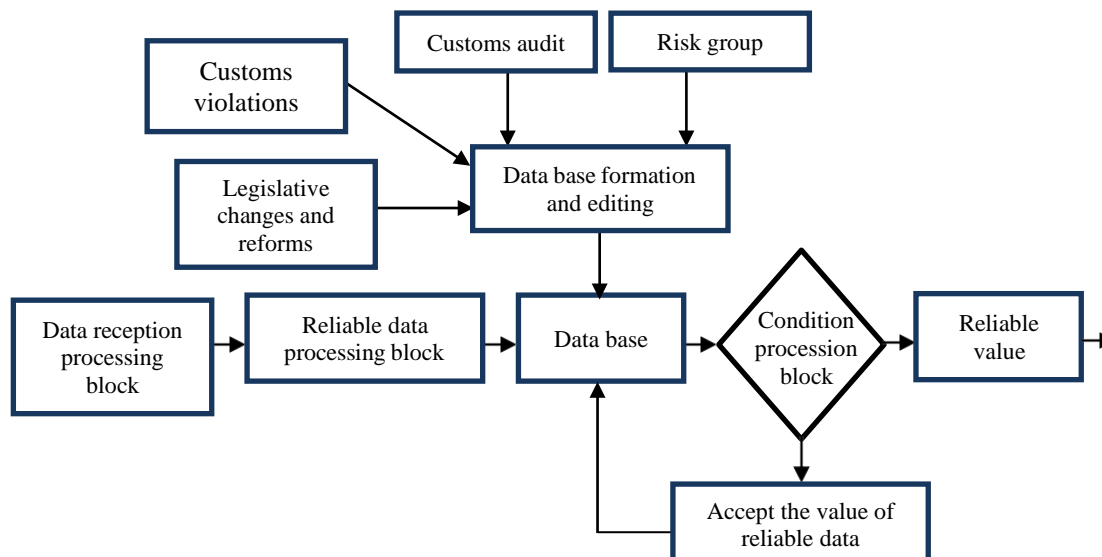 Customs audit
Risk group
Customs
violations
Data base formation
and editing
Legislative
changes and
reforms
Data reception
processing
block
Reliable data
processing block
Data base
Condition
procession
block
Reliable
value
Accept the value of
reliable data